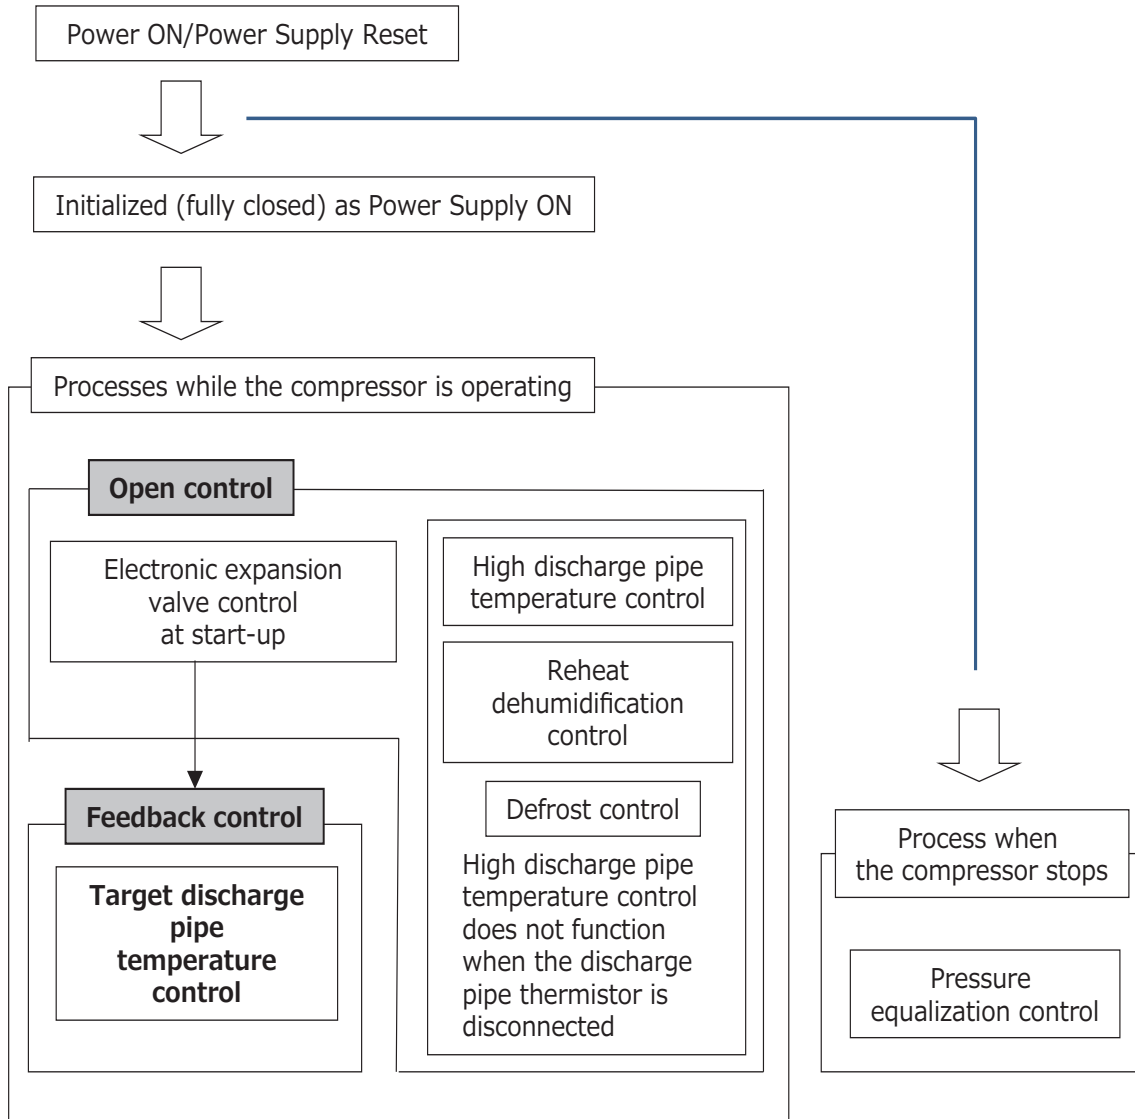 Power ON/Power Supply Reset
Initialized (fully closed) as Power Supply ON
Processes while the compressor is operating
Open control
Electronic expansion
valve control
at start-up
High discharge pipe
temperature control
Reheat
dehumidification
control
Defrost control
High discharge pipe
temperature control
does not function
when the discharge
pipe thermistor is
disconnected
Feedback control
Target discharge
pipe
temperature
control
Process when
the compressor stops
Pressure
equalization control